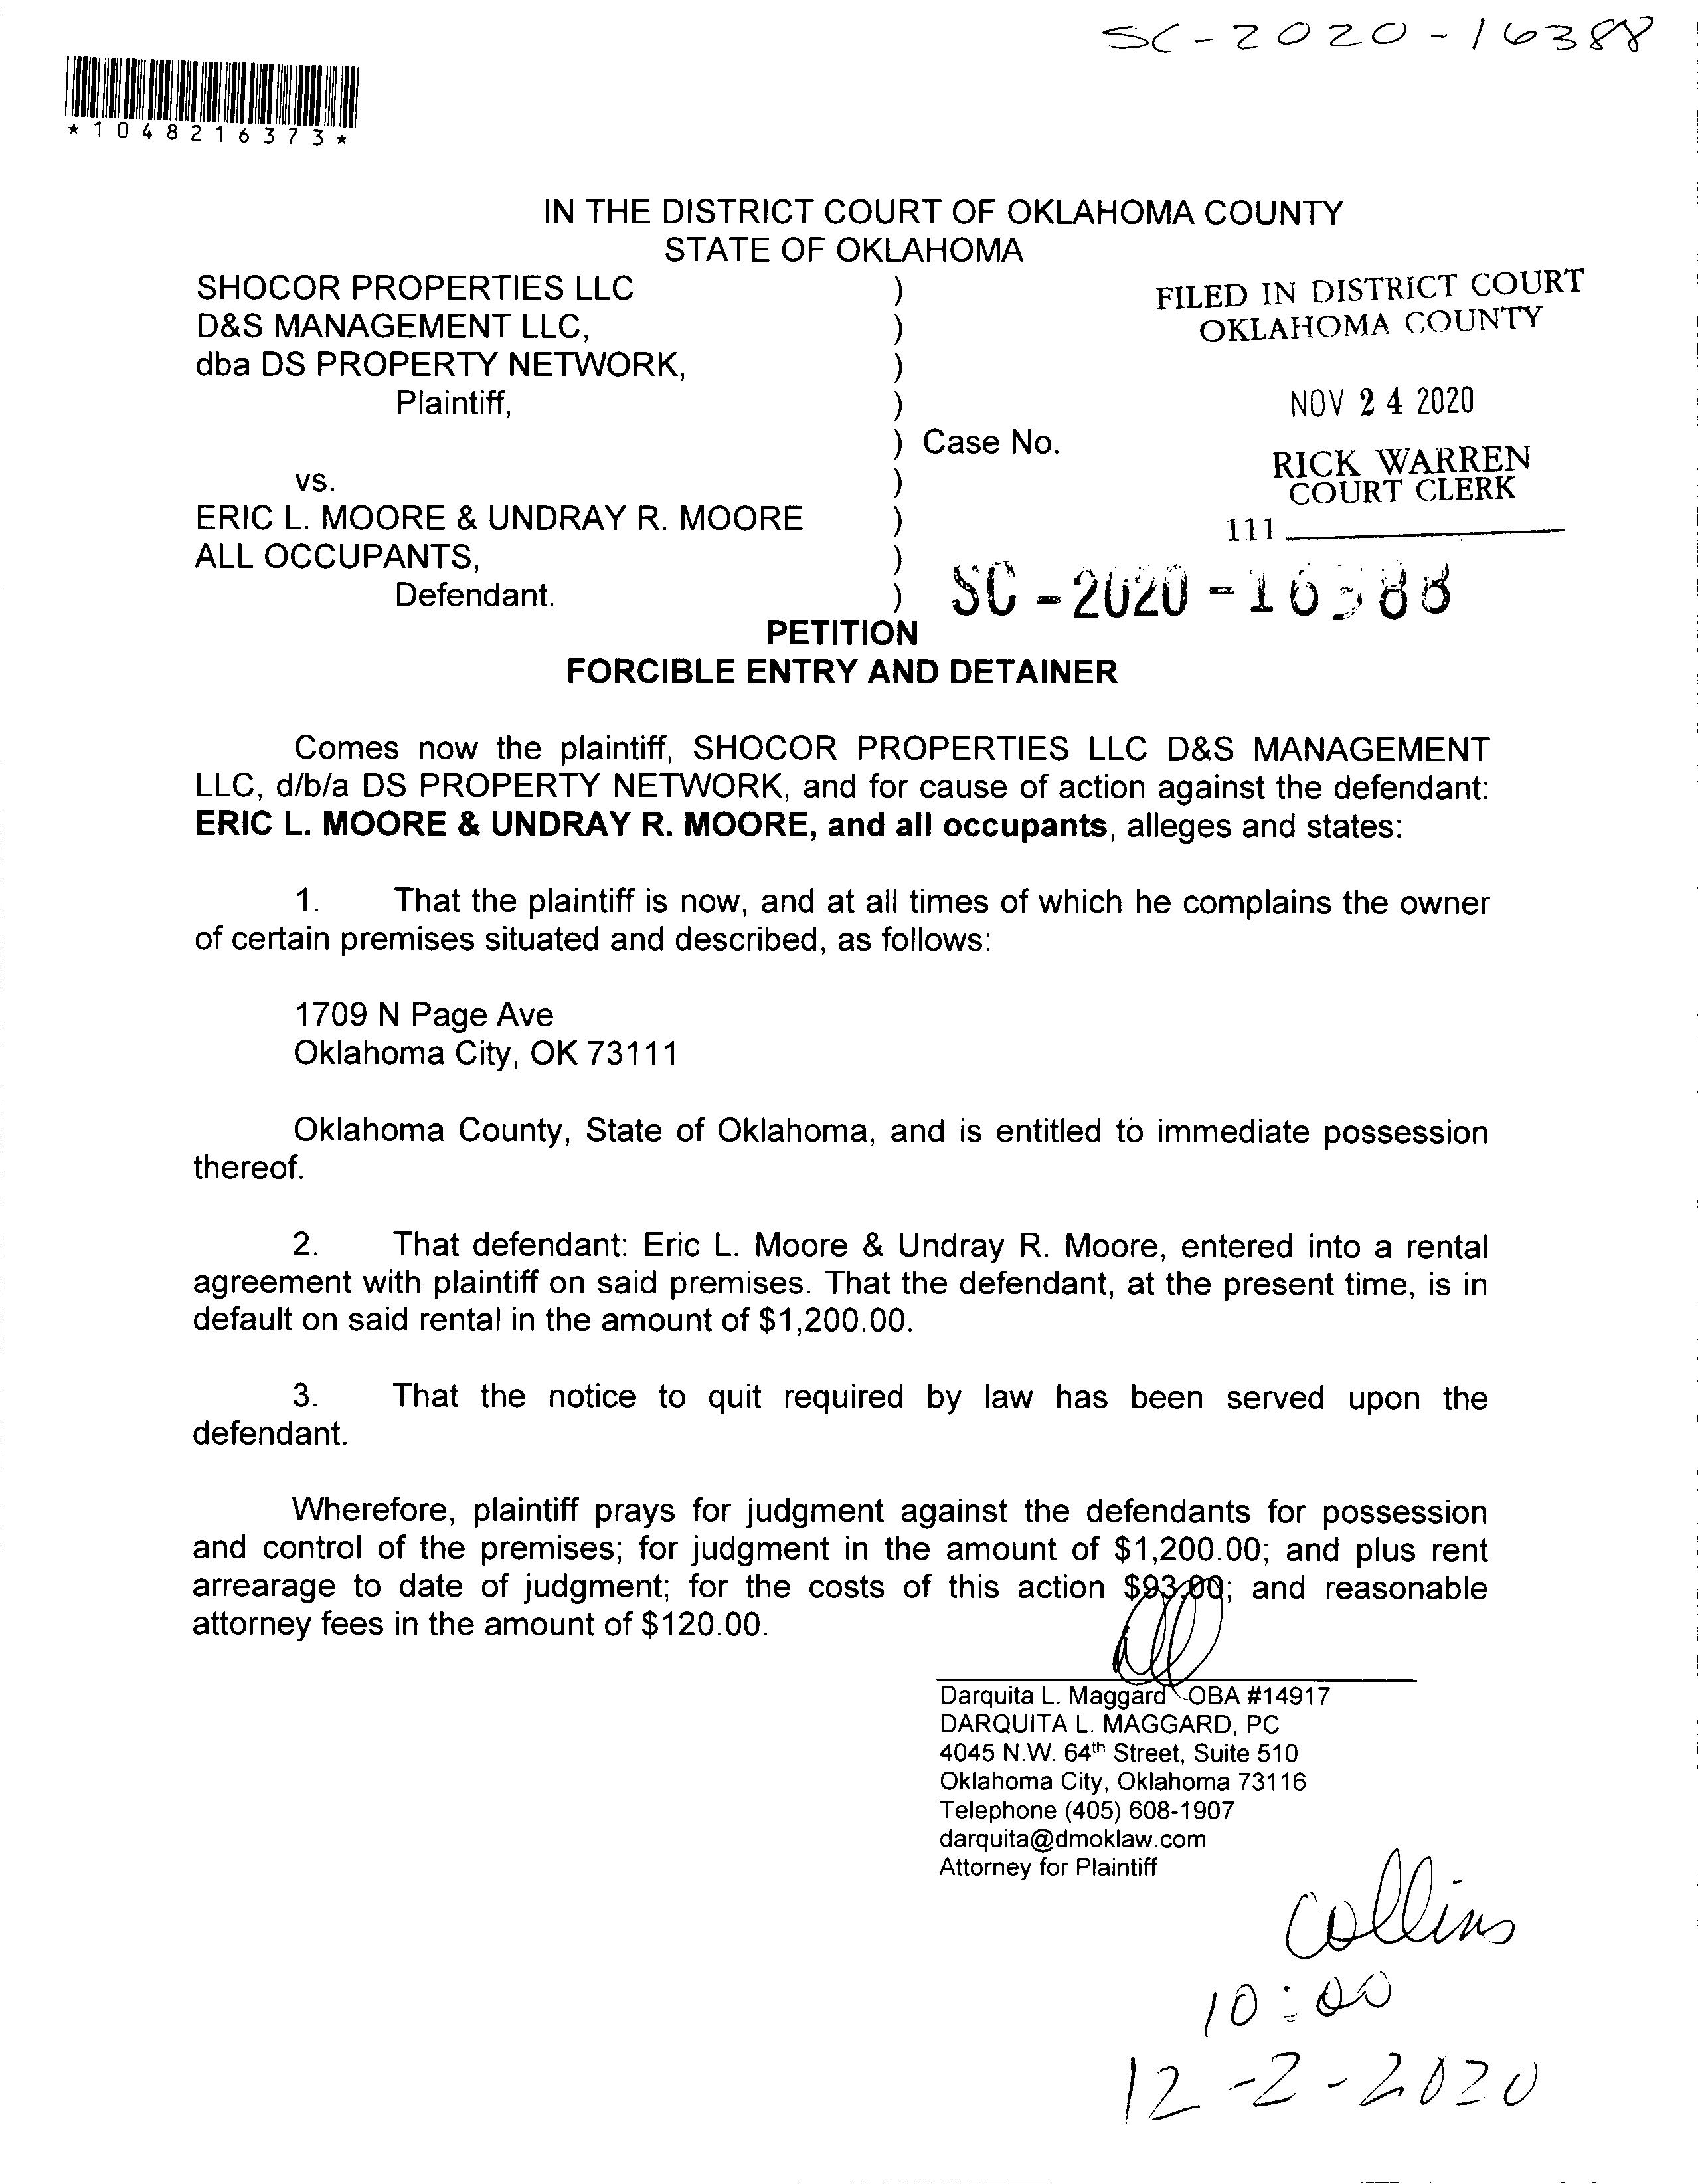 SC-2020-16388
*1048216373*
IN THE DISTRICT COURT OF OKLAHOMA COUNTY
STATE OF OKLAHOMA
SHOCOR PROPERTIES LLC )
D&S MANAGEMENT LLC, )
dba DS PROPERTY NETWORK, )
Plaintiff, )
) Case No.
vs. )
ERIC L. MOORE & UNDRAY R. MOORE )
ALL OCCUPANTS, )
Defendant. )
FILED IN DISTRICT COURT
OKLAHOMA COUNTY
NOV 24 2020
RICK WARREN
COURT CLERK
111
SC-2020-16388
PETITION
FORCIBLE ENTRY AND DETAINER
Comes now the plaintiff, SHOCOR PROPERTIES LLC D&S MANAGEMENT
LLC, d/b/a DS PROPERTY NETWORK, and for cause of action against the defendant:
ERIC L. MOORE & UNDRAY R. MOORE, and all occupants, alleges and states:
1. That the plaintiff is now, and at all times of which he complains the owner
of certain premises situated and described, as follows:
1709 N Page Ave
Oklahoma City, OK 73111
Oklahoma County, State of Oklahoma, and is entitled to immediate possession
thereof.
2. That defendant: Eric L. Moore & Undray R. Moore, entered into a rental
agreement with plaintiff on said premises. That the defendant, at the present time, is in
default on said rental in the amount of $1,200.00.
3. That the notice to quit required by law has been served upon the
defendant.
Wherefore, plaintiff prays for judgment against the defendants for possession
and control of the premises; for judgment in the amount of $1,200.00; and plus rent
arrearage to date of judgment; for the costs of this action $93.00; and reasonable
attorney fees in the amount of $120.00.
Darquita L. Maggard OBA #14917
DARQUITA L. MAGGARD, PC
4045 N.W. 64th Street, Suite 510
Oklahoma City, Oklahoma 73116
Telephone (405) 608-1907
darquita@dmoklaw.com
Attorney for Plaintiff
Collins
10:00
12-2-2020